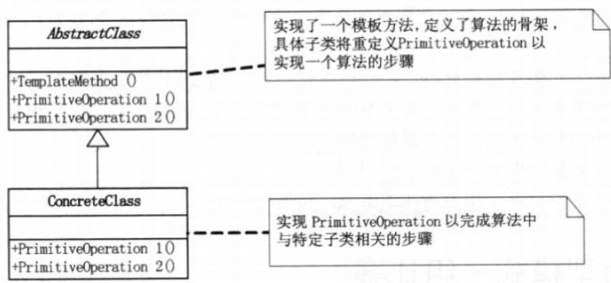 AbstractClass
+TemplateMethod ()
+PrimitiveOperation 1()
+PrimitiveOperation 2()
实现了一个模板方法,定义了算法的骨架,
具体子类将重定义PrimitiveOperation 以
实现一个算法的步骤
ConcreteClass
+PrimitiveOperation 1()
+PrimitiveOperation 2()
实现 PrimitiveOperation 以完成算法中
与特定子类相关的步骤